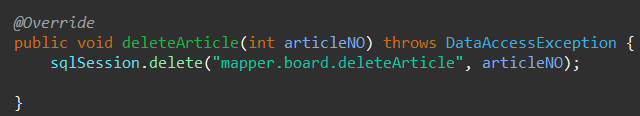 @Override
public void deleteArticle(int articleNO) throws DataAccessException {
sqlSession.delete("mapper.board.deleteArticle", articleNO);
}